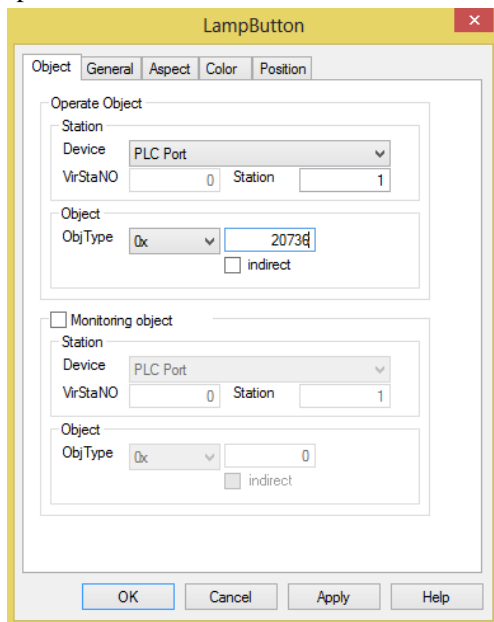 LampButton
Object General Aspect Color Position
Operate Object
Station
Device PLC Port
VirStaNO 0 Station 1
Object
ObjType 0x 20736
indirect
Monitoring object
Station
Device PLC Port
VirStaNO 0 Station 1
Object
ObjType 0x 0
indirect
OK Cancel Apply Help